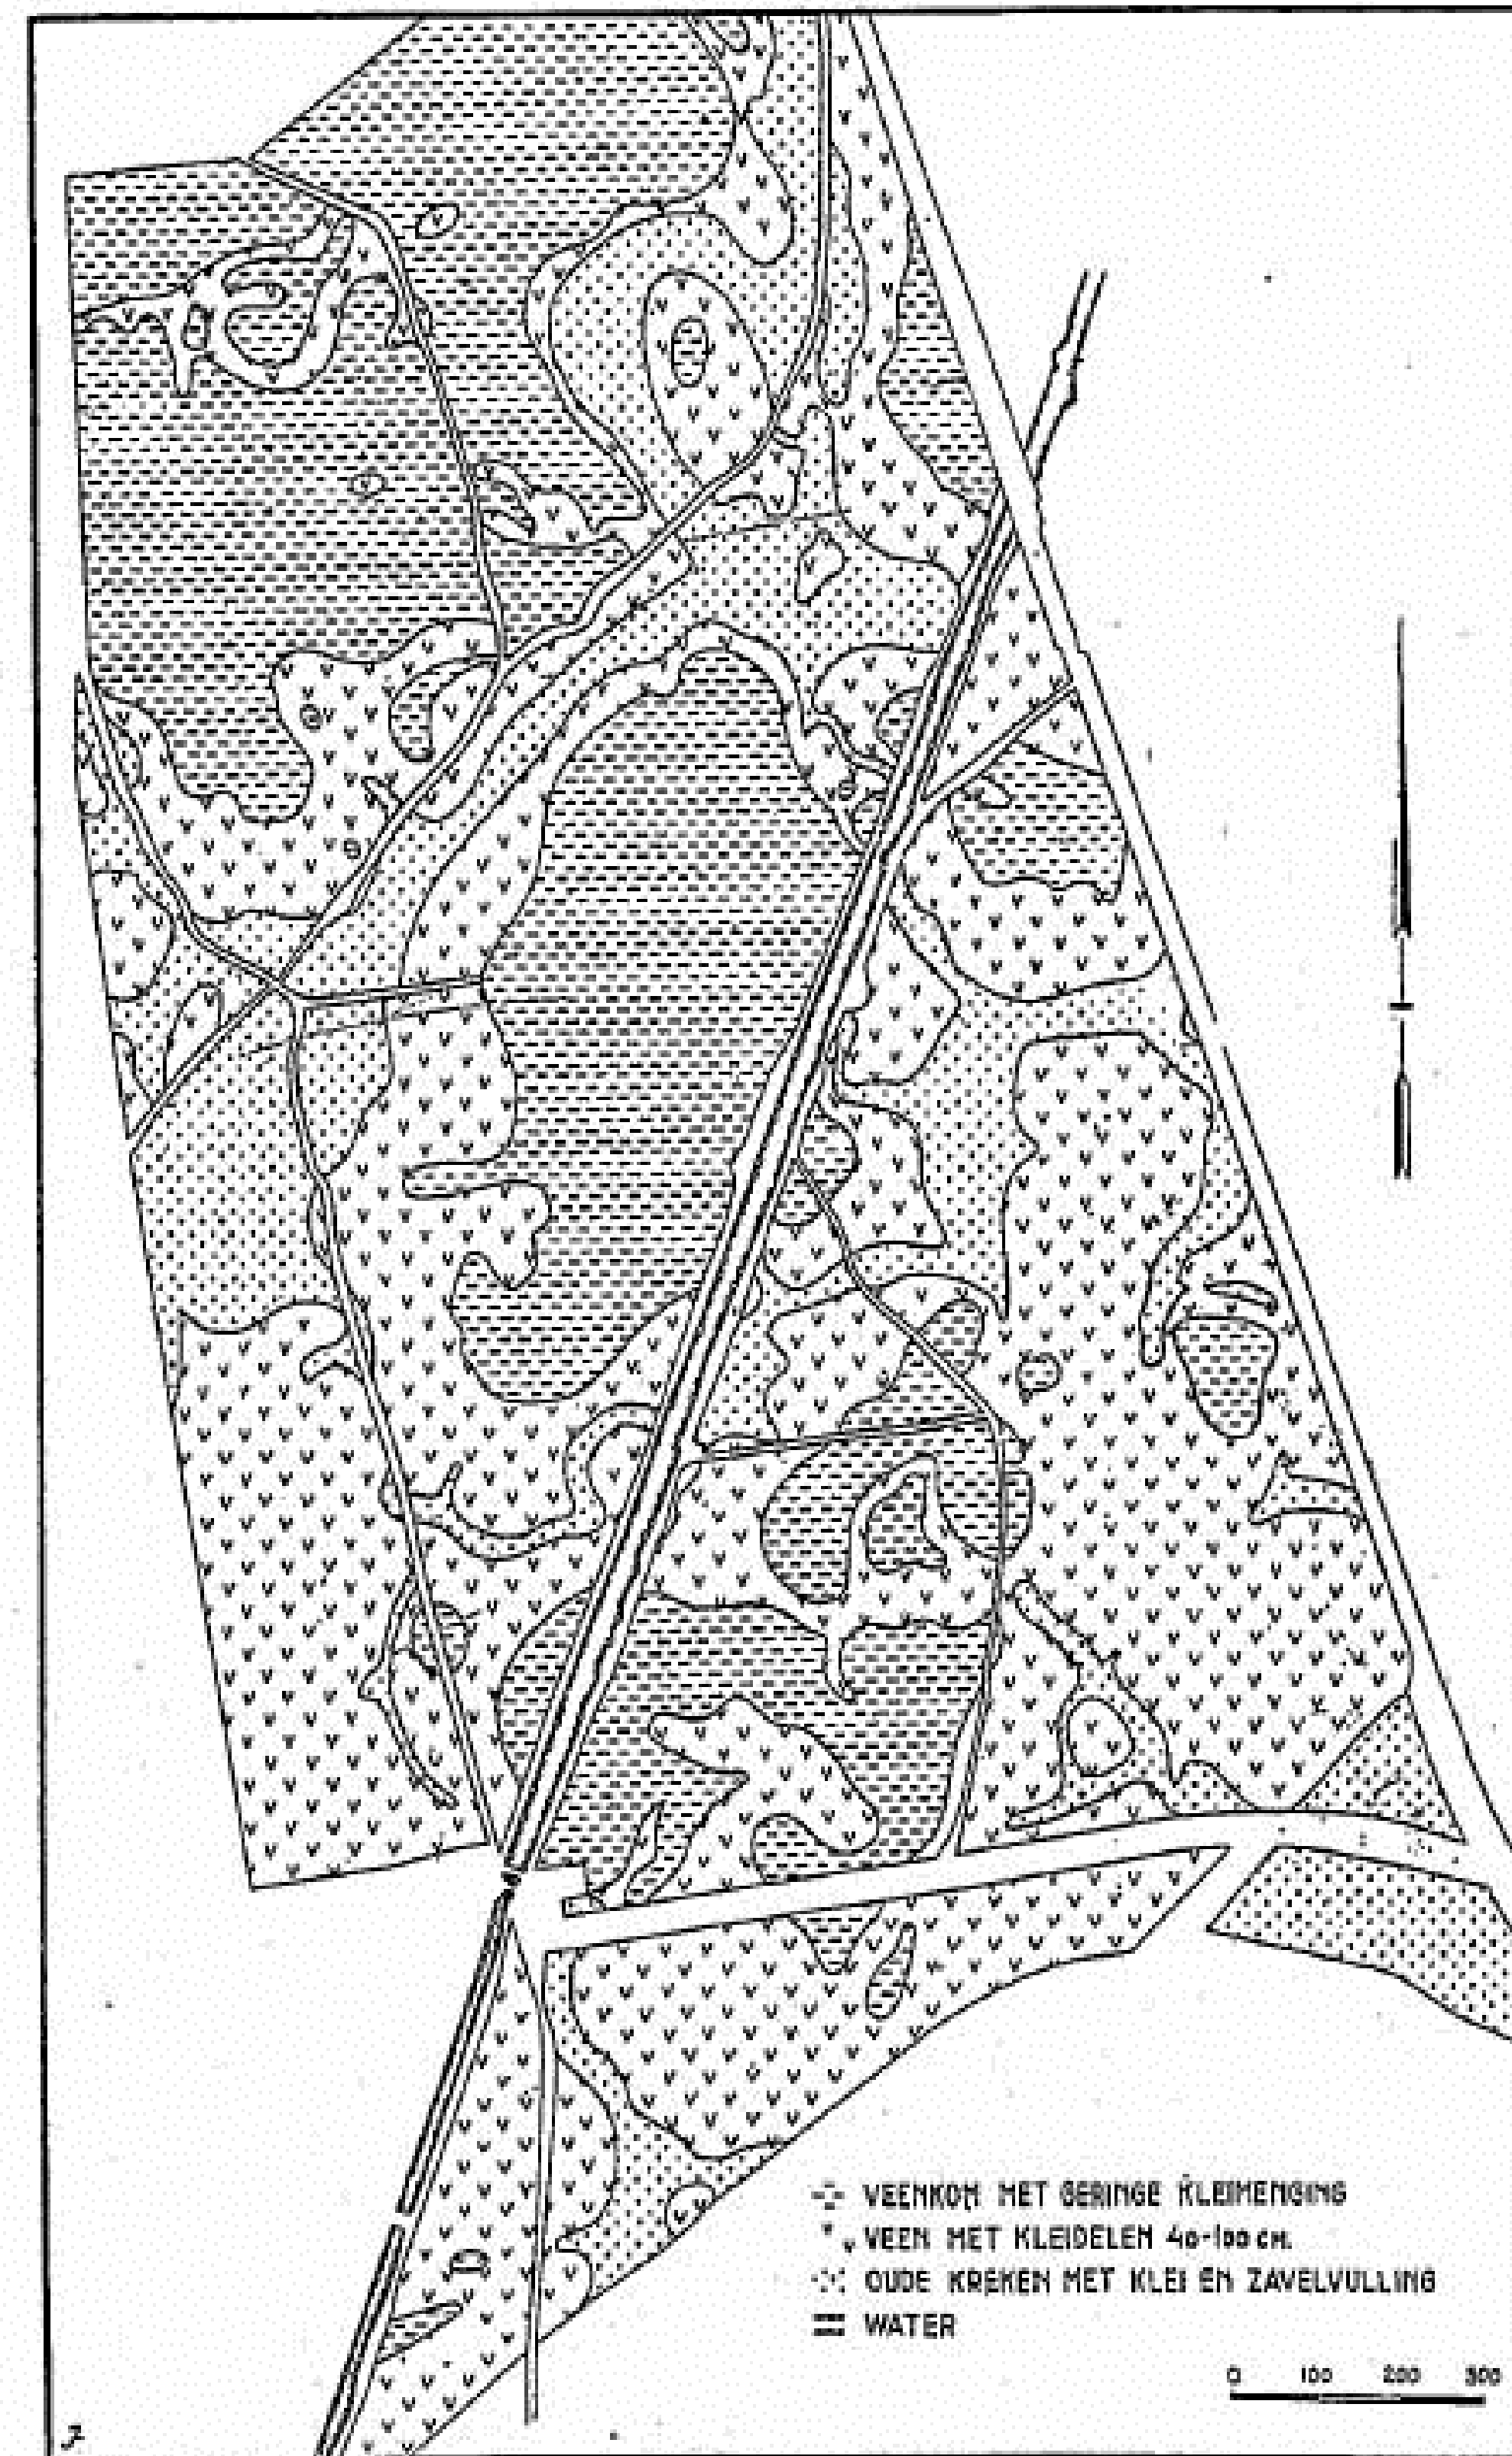 VEENKOM MET GERINGE KLEIMENGING
VEEN MET KLEIDELEN 40-100 CM.
OUDE KREKEN MET KLEI EN ZAVELVULLING
WATER
0 100 200 300